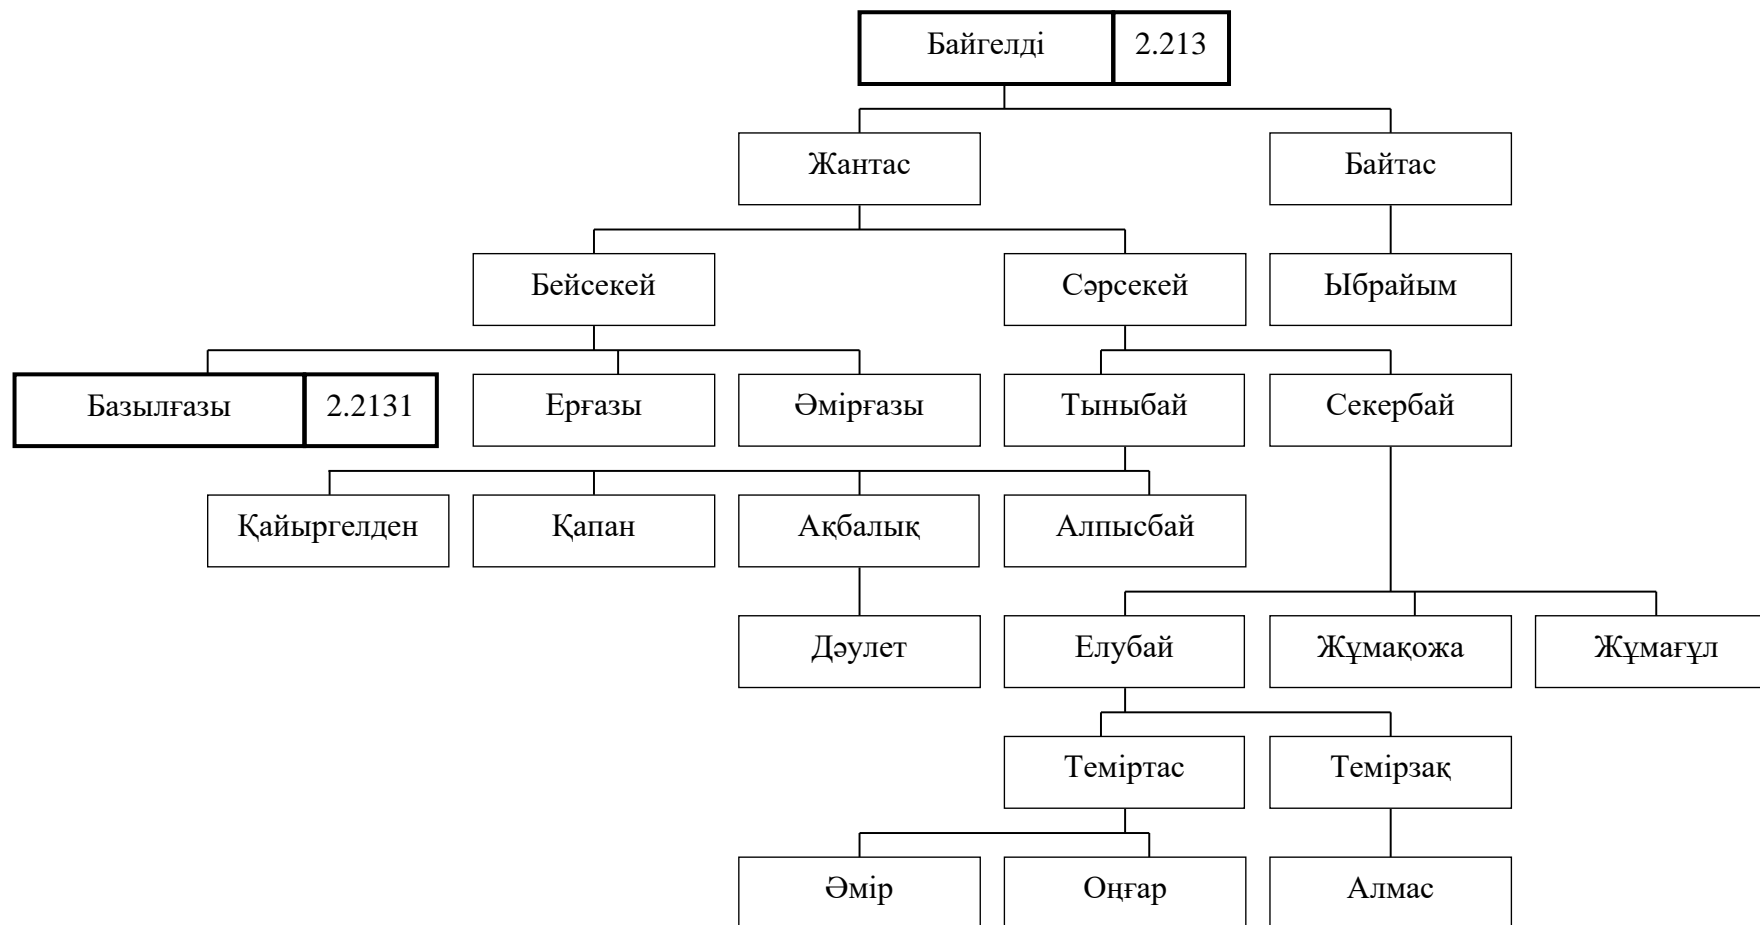 Байгелді 2.213
Жантас Байтас
Бейсекей Сәрсекей Ыбрайым
Базылғазы 2.2131 Ерғазы Әмірғазы Тыныбай Секербай
Қайыргелден Қапан Ақбалық Алпысбай
Дәулет Елубай Жұмақожа Жұмағұл
Теміртас Темірзақ
Әмір Оңғар Алмас